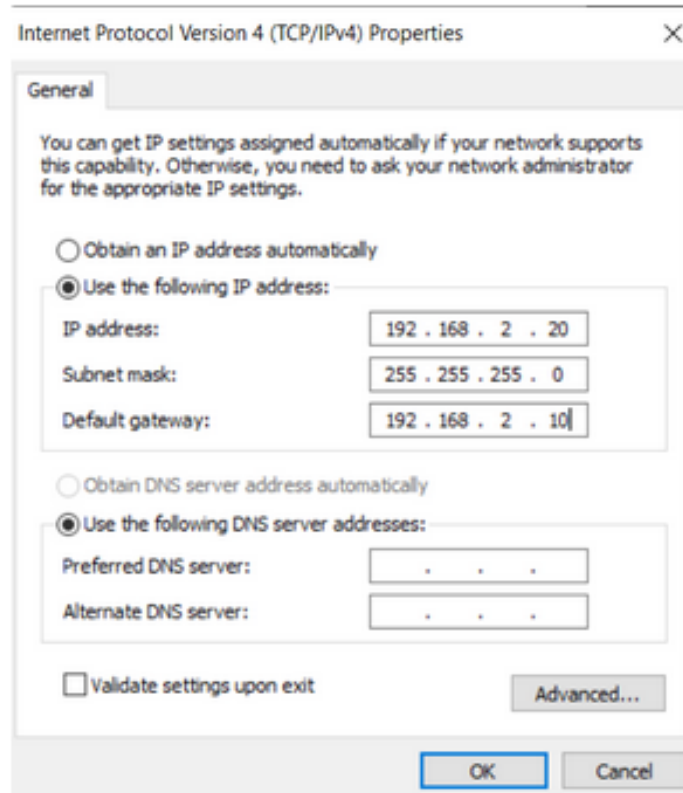 Internet Protocol Version 4 (TCP/IPv4) Properties
General
You can get IP settings assigned automatically if your network supports
this capability. Otherwise, you need to ask your network administrator
for the appropriate IP settings.
Obtain an IP address automatically
Use the following IP address:
IP address: 192 . 168 . 2 . 20
Subnet mask: 255 . 255 . 255 . 0
Default gateway: 192 . 168 . 2 . 10
Obtain DNS server address automatically
Use the following DNS server addresses:
Preferred DNS server: . . .
Alternate DNS server: . . .
Validate settings upon exit
Advanced...
OK Cancel